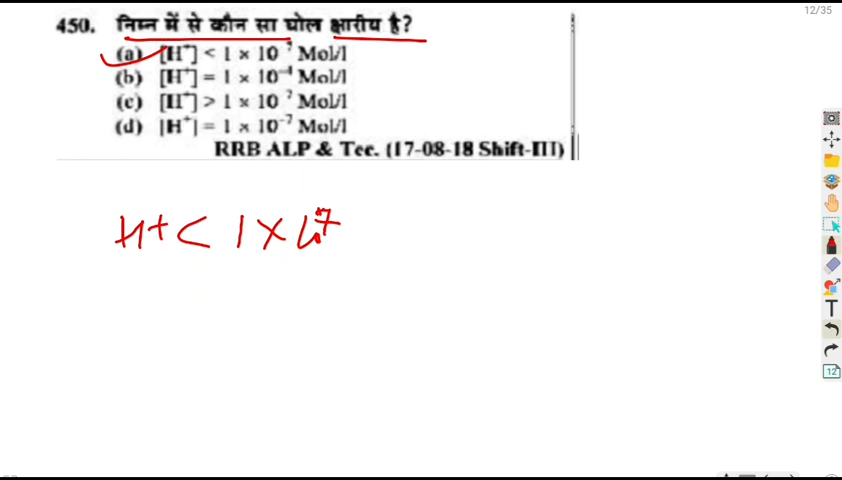 12/35
450. निम्न में से कौन सा घोल क्षारीय है?
(a) [H⁺] < 1 × 10⁻⁷ Mol/l
(b) [H⁺] = 1 × 10⁻⁴ Mol/l
(c) [H⁺] > 1 × 10⁻⁷ Mol/l
(d) [H⁺] = 1 × 10⁻⁷ Mol/l
RRB ALP & Tec. (17-08-18 Shift-III)
H+ < 1 × 10⁻⁷
T
12